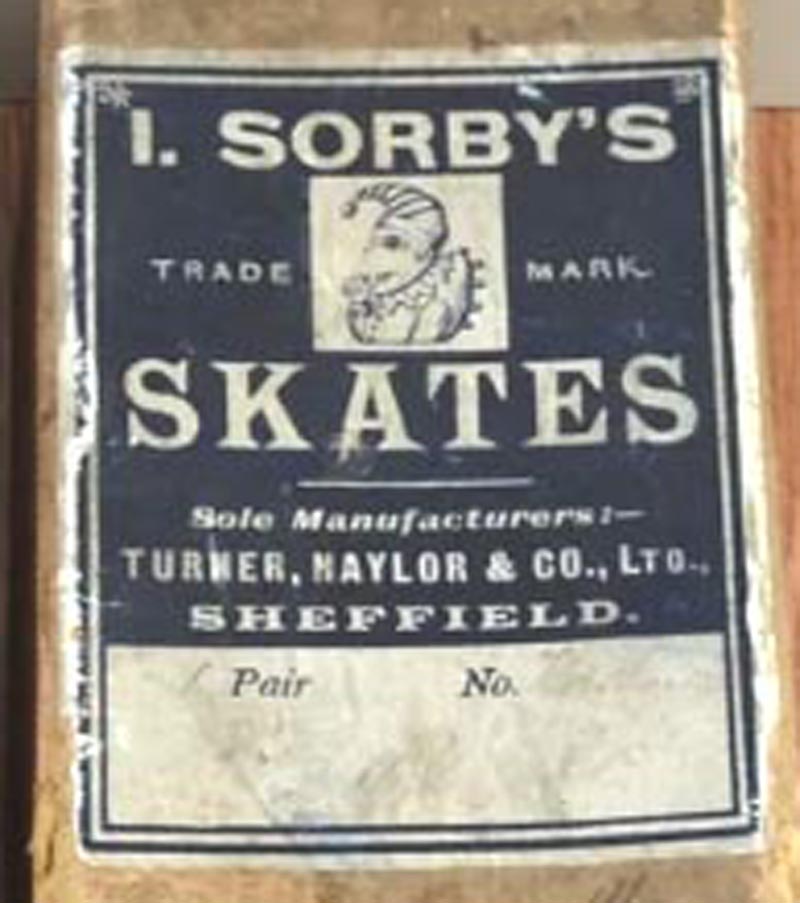 I. SORBY'S
TRADE MARK
SKATES
Sole Manufacturers:—
TURNER, NAYLOR & CO., LTD.,
SHEFFIELD.
Pair No.